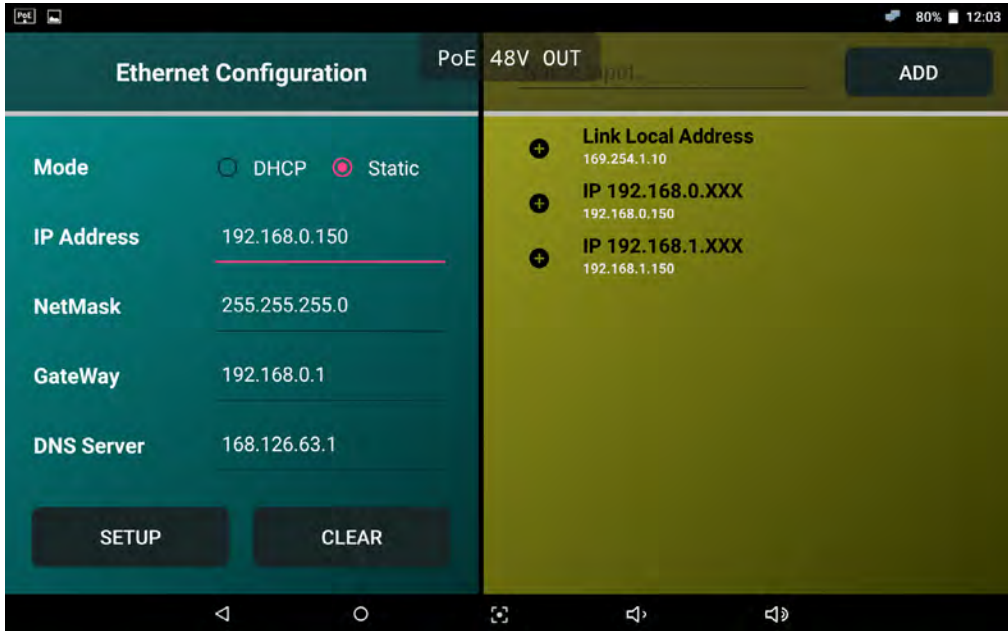 PoE
80% 12:03
PoE 48V OUT
Ethernet Configuration
ADD
Mode
DHCP
Static
IP Address
192.168.0.150
NetMask
255.255.255.0
GateWay
192.168.0.1
DNS Server
168.126.63.1
SETUP
CLEAR
Link Local Address
169.254.1.10
IP 192.168.0.XXX
192.168.0.150
IP 192.168.1.XXX
192.168.1.150